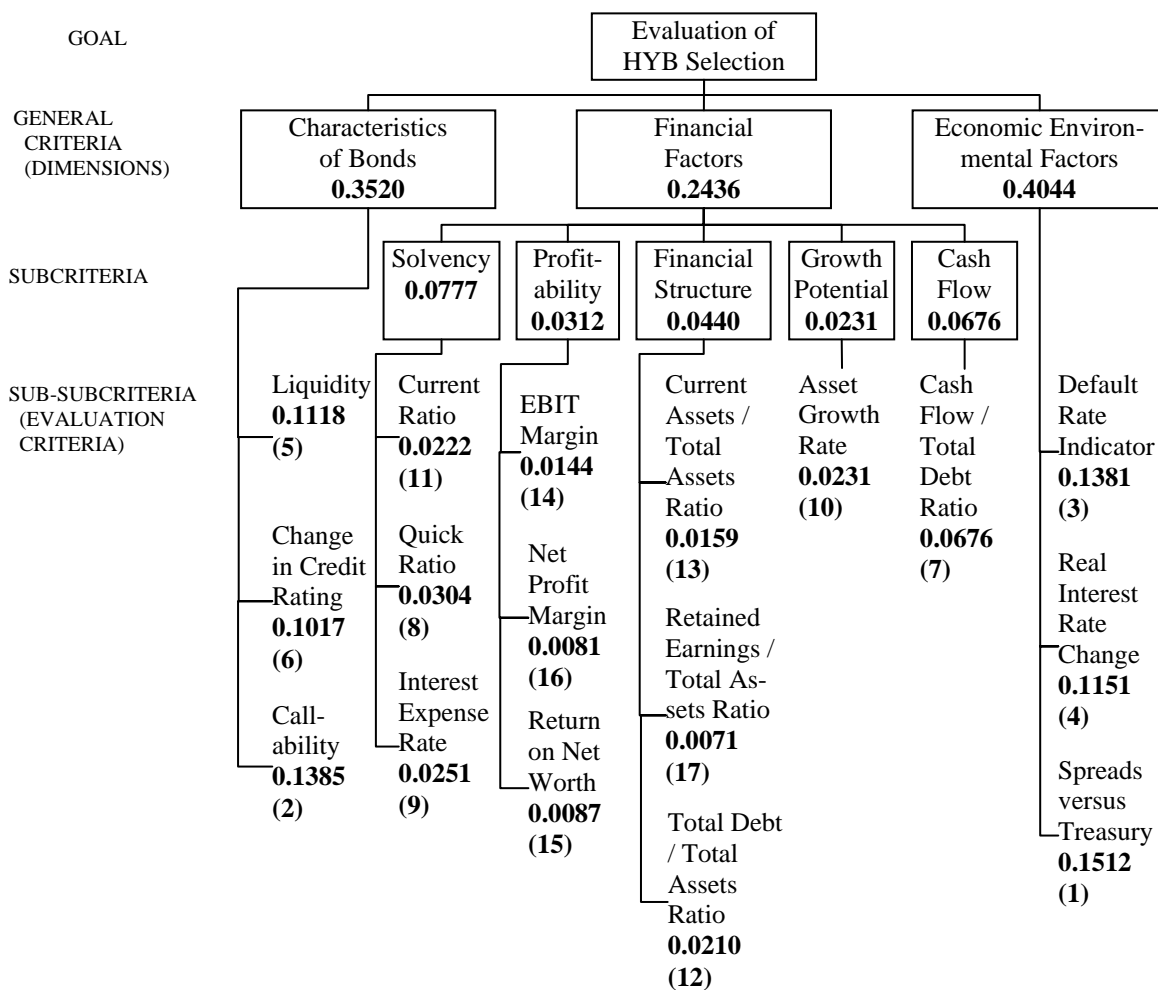 GOAL
Evaluation of
HYB Selection
GENERAL
CRITERIA
(DIMENSIONS)
Characteristics
of Bonds
0.3520
Financial
Factors
0.2436
Economic Environ-
mental Factors
0.4044
SUBCRITERIA
Solvency
0.0777
Profit-
ability
0.0312
Financial
Structure
0.0440
Growth
Potential
0.0231
Cash
Flow
0.0676
SUB-SUBCRITERIA
(EVALUATION
CRITERIA)
Liquidity
0.1118
(5)
Change
in Credit
Rating
0.1017
(6)
Call-
ability
0.1385
(2)
Current
Ratio
0.0222
(11)
Quick
Ratio
0.0304
(8)
Interest
Expense
Rate
0.0251
(9)
EBIT
Margin
0.0144
(14)
Net
Profit
Margin
0.0081
(16)
Return
on Net
Worth
0.0087
(15)
Current
Assets /
Total
Assets
Ratio
0.0159
(13)
Retained
Earnings /
Total As-
sets Ratio
0.0071
(17)
Total Debt
/ Total
Assets
Ratio
0.0210
(12)
Asset
Growth
Rate
0.0231
(10)
Cash
Flow /
Total
Debt
Ratio
0.0676
(7)
Default
Rate
Indicator
0.1381
(3)
Real
Interest
Rate
Change
0.1151
(4)
Spreads
versus
Treasury
0.1512
(1)